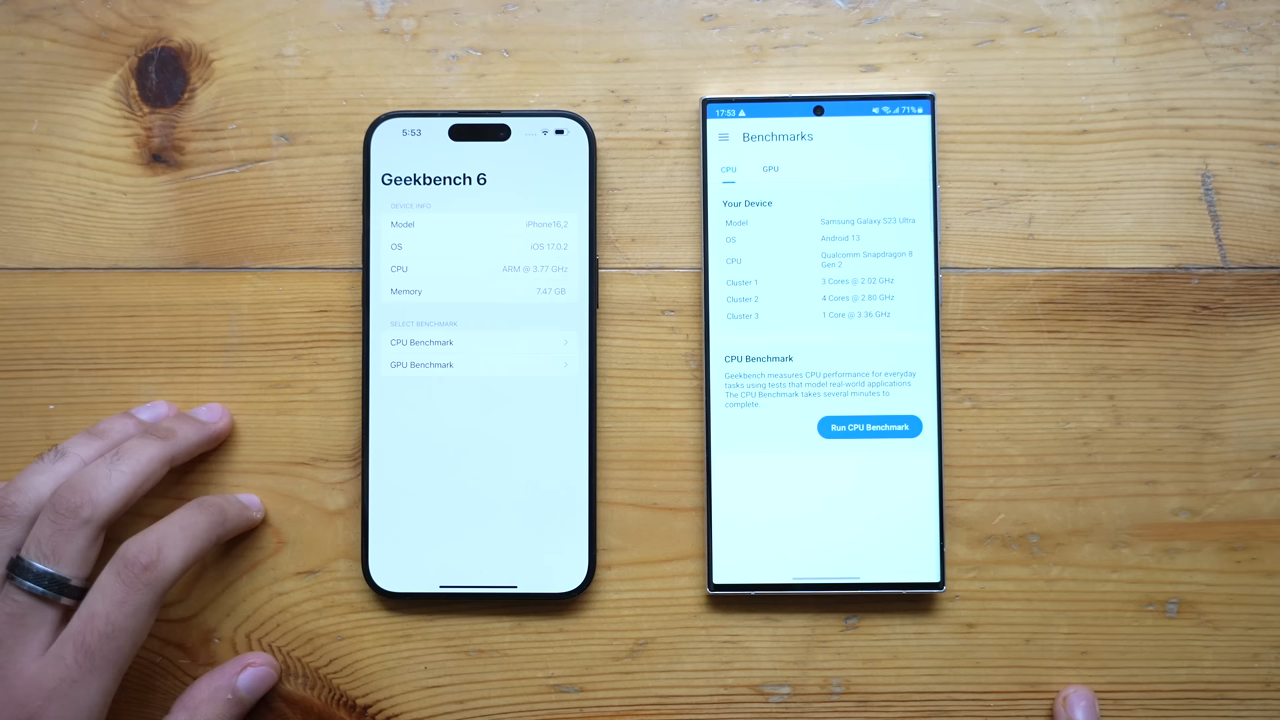 5:53
Geekbench 6
DEVICE INFO
Model iPhone16,2
OS iOS 17.0.2
CPU ARM @ 3.77 GHz
Memory 7.47 GB
SELECT BENCHMARK
CPU Benchmark
GPU Benchmark
17:53 71%
Benchmarks
CPU GPU
Your Device
Model Samsung Galaxy S23 Ultra
OS Android 13
CPU Qualcomm Snapdragon 8
Gen 2
Cluster 1 3 Cores @ 2.02 GHz
Cluster 2 4 Cores @ 2.80 GHz
Cluster 3 1 Core @ 3.36 GHz
CPU Benchmark
Geekbench measures CPU performance for everyday
tasks using tests that model real-world applications.
The CPU Benchmark takes several minutes to
complete.
Run CPU Benchmark